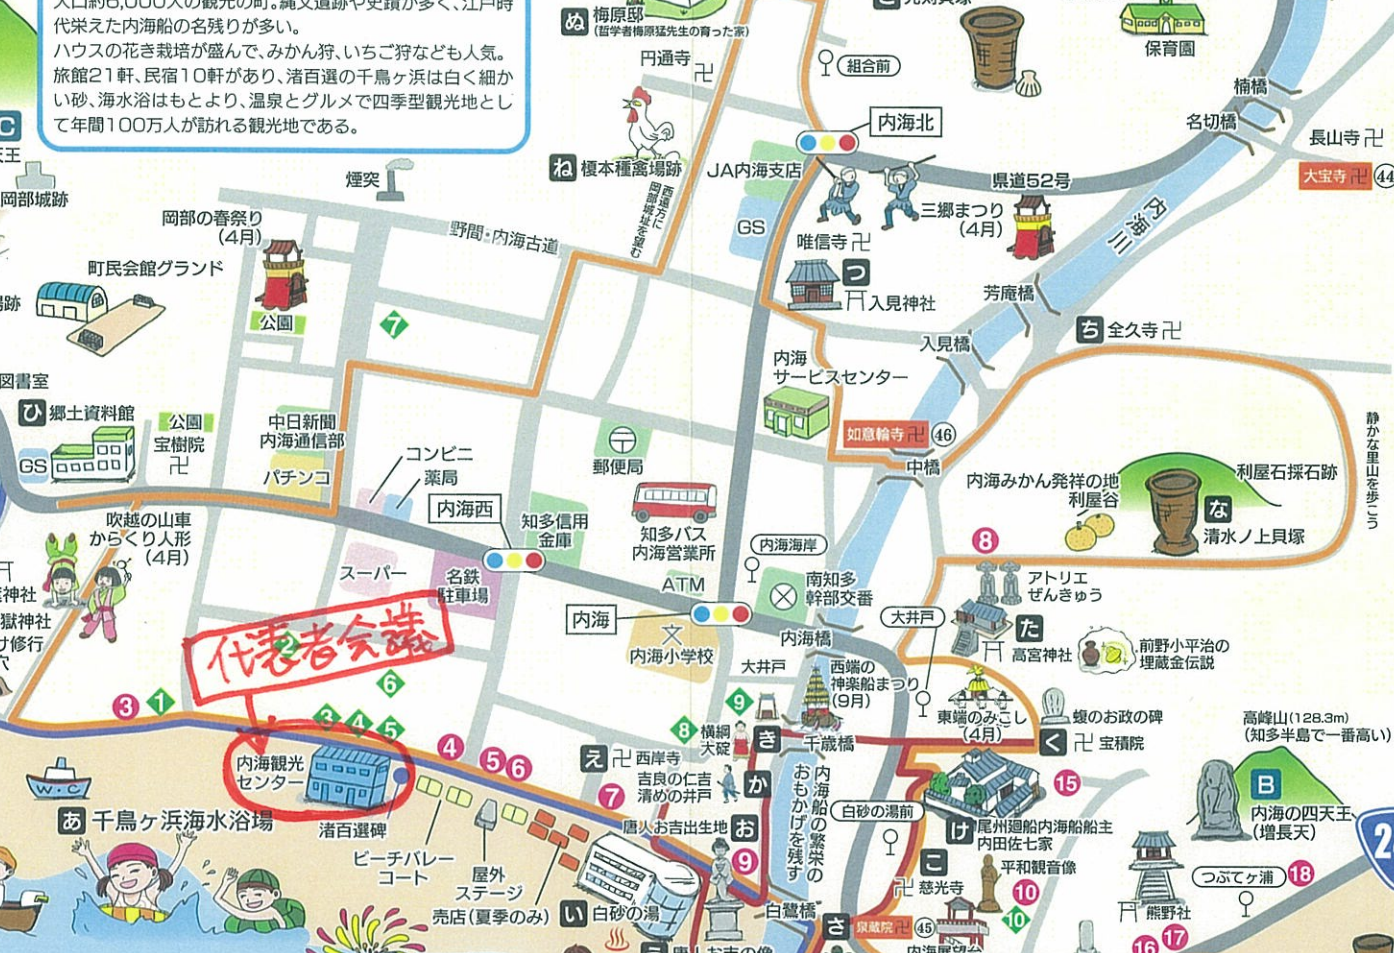 人口約6,000人の観光の町。縄文遺跡や史蹟が多く、江戸時
代栄えた内海船の名残りが多い。
ハウスの花き栽培が盛んで、みかん狩、いちご狩なども人気。
旅館21軒、民宿10軒があり、渚百選の千鳥ヶ浜は白く細か
い砂、海水浴はもとより、温泉とグルメで四季型観光地とし
て年間100万人が訪れる観光地である。
ぬ 梅原邸
(哲学者梅原猛先生の育った家)
円通寺
組合前
保育園
楠橋
名切橋
長山寺
大宝寺 44
内海北
C
岡部城跡
煙突
ね 榎本種禽場跡
JA内海支店
西遠方に
岡部城址を望む
県道52号
三郷まつり
(4月)
内海川
岡部の春祭り
(4月)
野間・内海古道
GS
唯信寺
つ
入見神社
町民会館グランド
公園
7
芳庵橋
ち 全久寺
入見橋
内海
サービスセンター
図書室
ひ 郷土資料館
公園
宝樹院
GS
中日新聞
内海通信部
パチンコ
コンビニ
薬局
郵便局
如意輪寺 46
中橋
静かな里山を歩こう
内海みかん発祥の地
利屋谷
利屋石採石跡
な
清水ノ上貝塚
内海西
知多信用
金庫
知多バス
内海営業所
吹越の山車
からくり人形
(4月)
内海海岸
8
スーパー
名鉄
駐車場
ATM
南知多
幹部交番
アトリエ
ぜんきゅう
内海
内海小学校
内海橋
大井戸
た
高宮神社
前野小平治の
埋蔵金伝説
代表者会議
2
6
大井戸
西端の
神楽船まつり
(9月)
9
3
1
3
4
5
4
5
6
8
横綱
大碇
き
千歳橋
東端のみこし
(4月)
蝮のお政の碑
く 宝積院
高峰山(128.3m)
(知多半島で一番高い)
内海観光
センター
え 西岸寺
吉良の仁吉
清めの井戸
か
7
内海船の繁栄の
おもかげを残す
15
B
内海の四天王
(増長天)
WC
あ 千鳥ヶ浜海水浴場
渚百選碑
唐人お吉出生地 お
9
白砂の湯前
け 尾州廻船内海船船主
内田佐七家
ビーチバレー
コート
屋外
ステージ
売店(夏季のみ)
い 白砂の湯
こ
慈光寺
平和観音像
10
10
つぶてヶ浦 18
熊野社
16
17
白鷺橋
さ 泉蔵院 45
唐人お吉の像
内海展望台